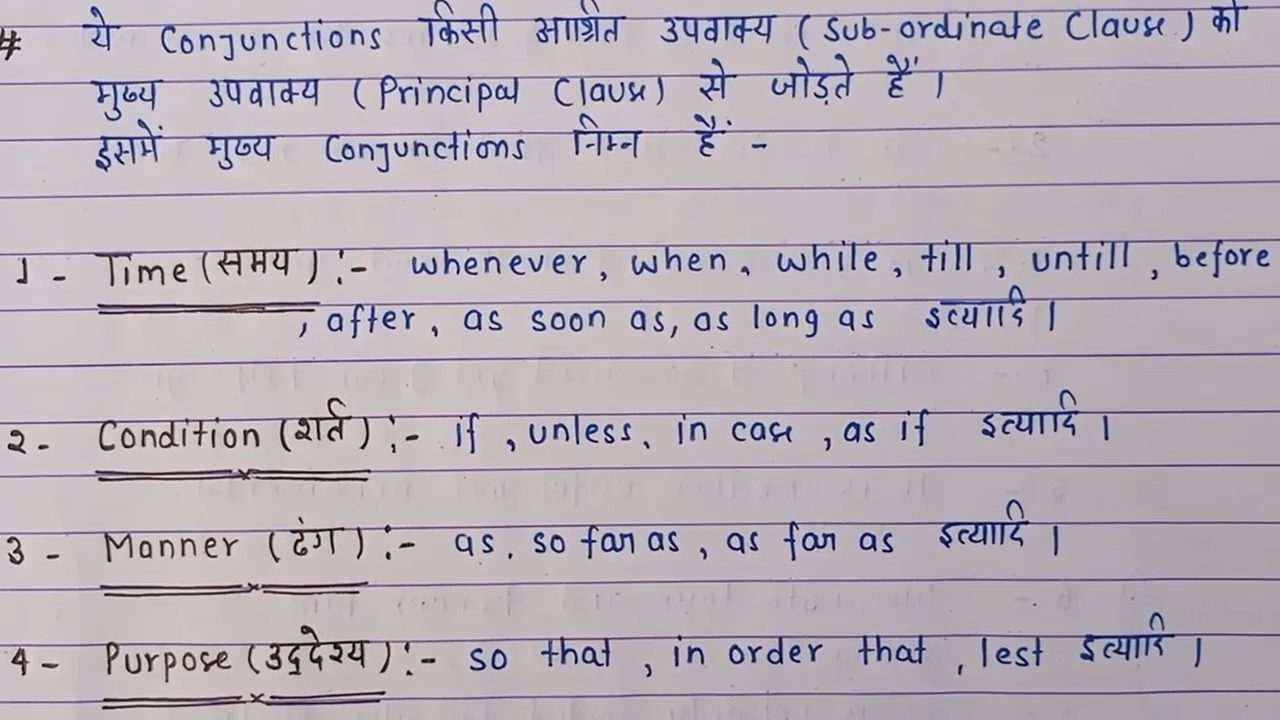 # ये Conjunctions किसी आश्रित उपवाक्य ( Sub-ordinate Clause ) को
मुख्य उपवाक्य ( Principal Clause ) से जोड़ते हैं ।
इसमें मुख्य Conjunctions निम्न हैं -
1 - Time ( समय ) :- whenever, when, while, till, untill, before
, after, as soon as, as long as इत्यादि ।
2 - Condition ( शर्त ) :- if, unless, in case, as if इत्यादि ।
3 - Manner ( ढंग ) :- as, so far as, as far as इत्यादि ।
4 - Purpose ( उद्देश्य ) :- so that, in order that, lest इत्यादि ।